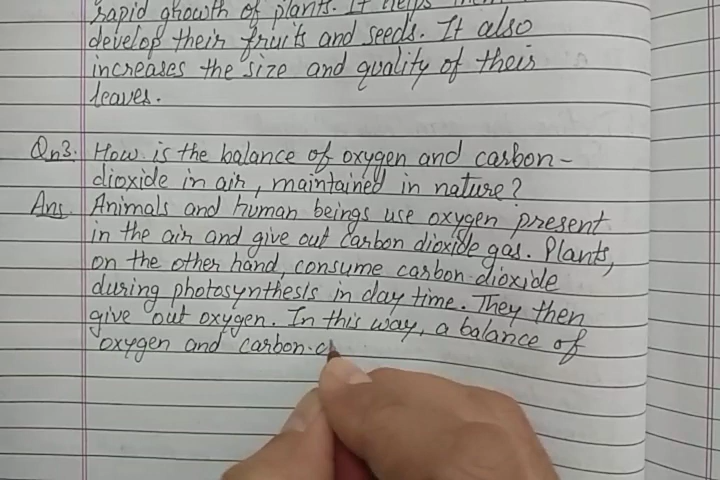 rapid growth of plants. It helps them
develop their fruits and seeds. It also
increases the size and quality of their
leaves.
Qn3. How is the balance of oxygen and carbon-
dioxide in air, maintained in nature?
Ans. Animals and human beings use oxygen present
in the air and give out carbon dioxide gas. Plants,
on the other hand, consume carbon-dioxide
during photosynthesis in day time. They then
give out oxygen. In this way, a balance of
oxygen and carbon-d